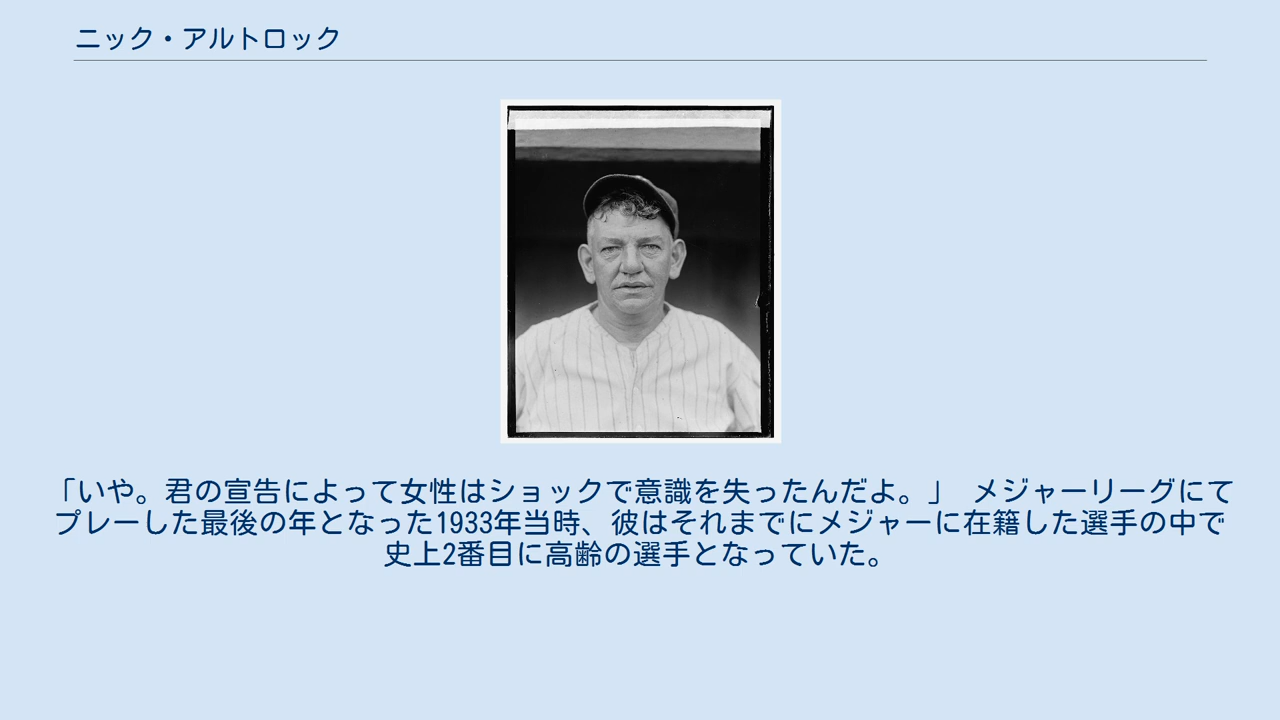 ニック・アルトロック
「いや。君の宣告によって女性はショックで意識を失ったんだよ。」　メジャーリーグにて
プレーした最後の年となった1933年当時、彼はそれまでにメジャーに在籍した選手の中で
史上2番目に高齢の選手となっていた。